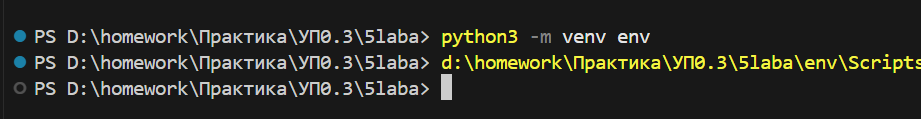 PS D:\homework\Практика\УП0.3\5laba> python3 -m venv env
PS D:\homework\Практика\УП0.3\5laba> d:\homework\Практика\УП0.3\5laba\env\Scripts
PS D:\homework\Практика\УП0.3\5laba>